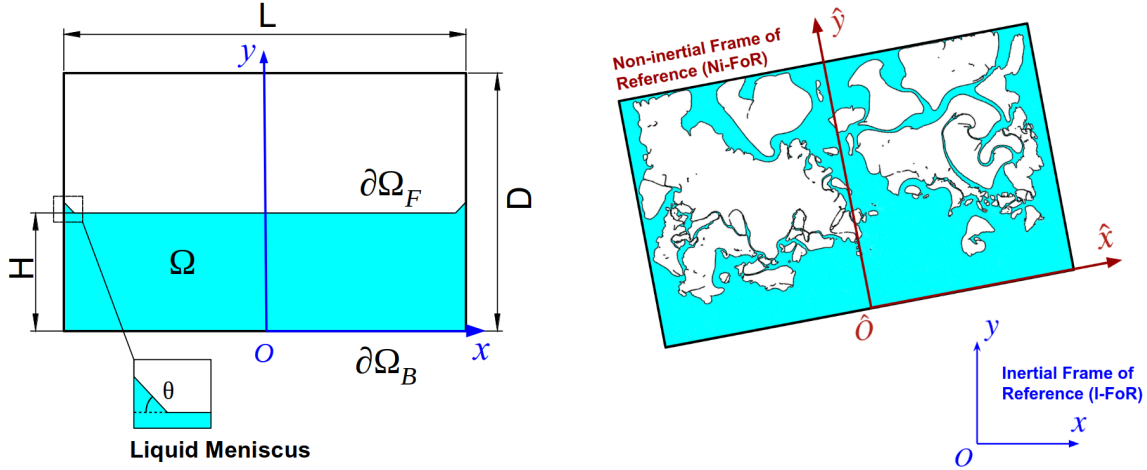 L
y
∂Ω_F
D
H
Ω
O
x
∂Ω_B
θ
Liquid Meniscus
ŷ
Non-inertial Frame of
Reference (Ni-FoR)
x̂
Ô
y
Inertial Frame of
Reference (I-FoR)
x
O